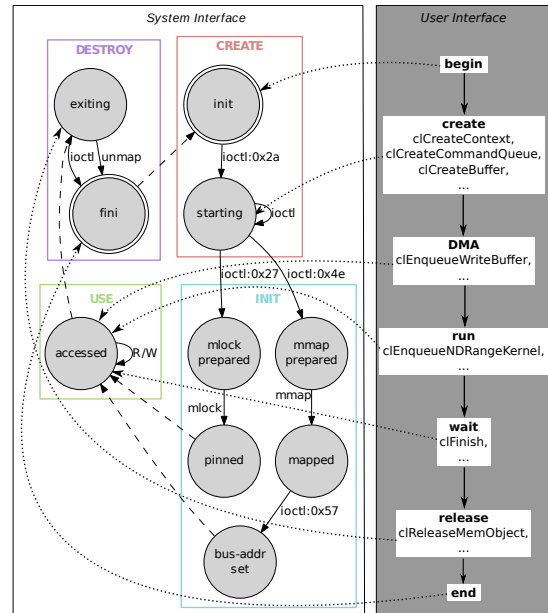 System Interface
DESTROY
exiting
ioctl unmap
fini
CREATE
init
ioctl:0x2a
starting
ioctl
ioctl:0x27 ioctl:0x4e
USE
accessed
R/W
INIT
mlock
prepared
mmap
prepared
mlock
mmap
pinned
mapped
ioctl:0x57
bus-addr
set
User Interface
begin
create
clCreateContext,
clCreateCommandQueue,
clCreateBuffer,
...
DMA
clEnqueueWriteBuffer,
...
run
clEnqueueNDRangeKernel,
...
wait
clFinish,
...
release
clReleaseMemObject,
...
end